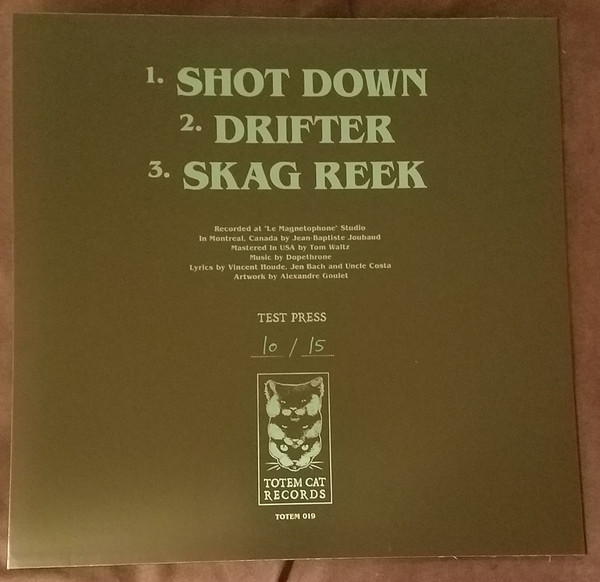 1. SHOT DOWN
2. DRIFTER
3. SKAG REEK
Recorded at "Le Magnetophone" Studio
In Montreal, Canada by Jean-Baptiste Joubaud
Mastered In USA by Tom Waltz
Music by Dopethrone
Lyrics by Vincent Houde, Jen Bach and Uncle Costa
Artwork by Alexandre Goulet
TEST PRESS
10 / 15
TOTEM CAT
RECORDS
TOTEM 019